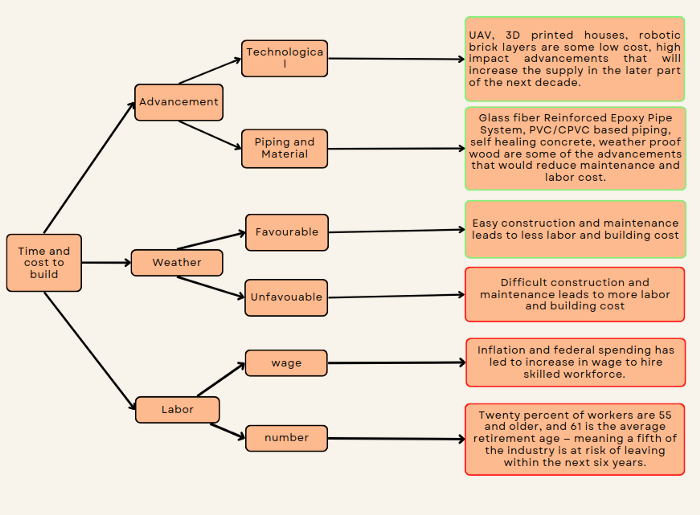 Technologica
l
UAV, 3D printed houses, robotic
brick layers are some low cost, high
impact advancements that will
increase the supply in the later part
of the next decade.
Advancement
Piping and
Material
Glass fiber Reinforced Epoxy Pipe
System, PVC/CPVC based piping,
self healing concrete, weather proof
wood are some of the advancements
that would reduce maintenance and
labor cost.
Time and
cost to
build
Weather
Favourable
Easy construction and maintenance
leads to less labor and building cost
Unfavouable
Difficult construction and
maintenance leads to more labor
and building cost
Labor
wage
Inflation and federal spending has
led to increase in wage to hire
skilled workforce.
number
Twenty percent of workers are 55
and older, and 61 is the average
retirement age – meaning a fifth of
the industry is at risk of leaving
within the next six years.